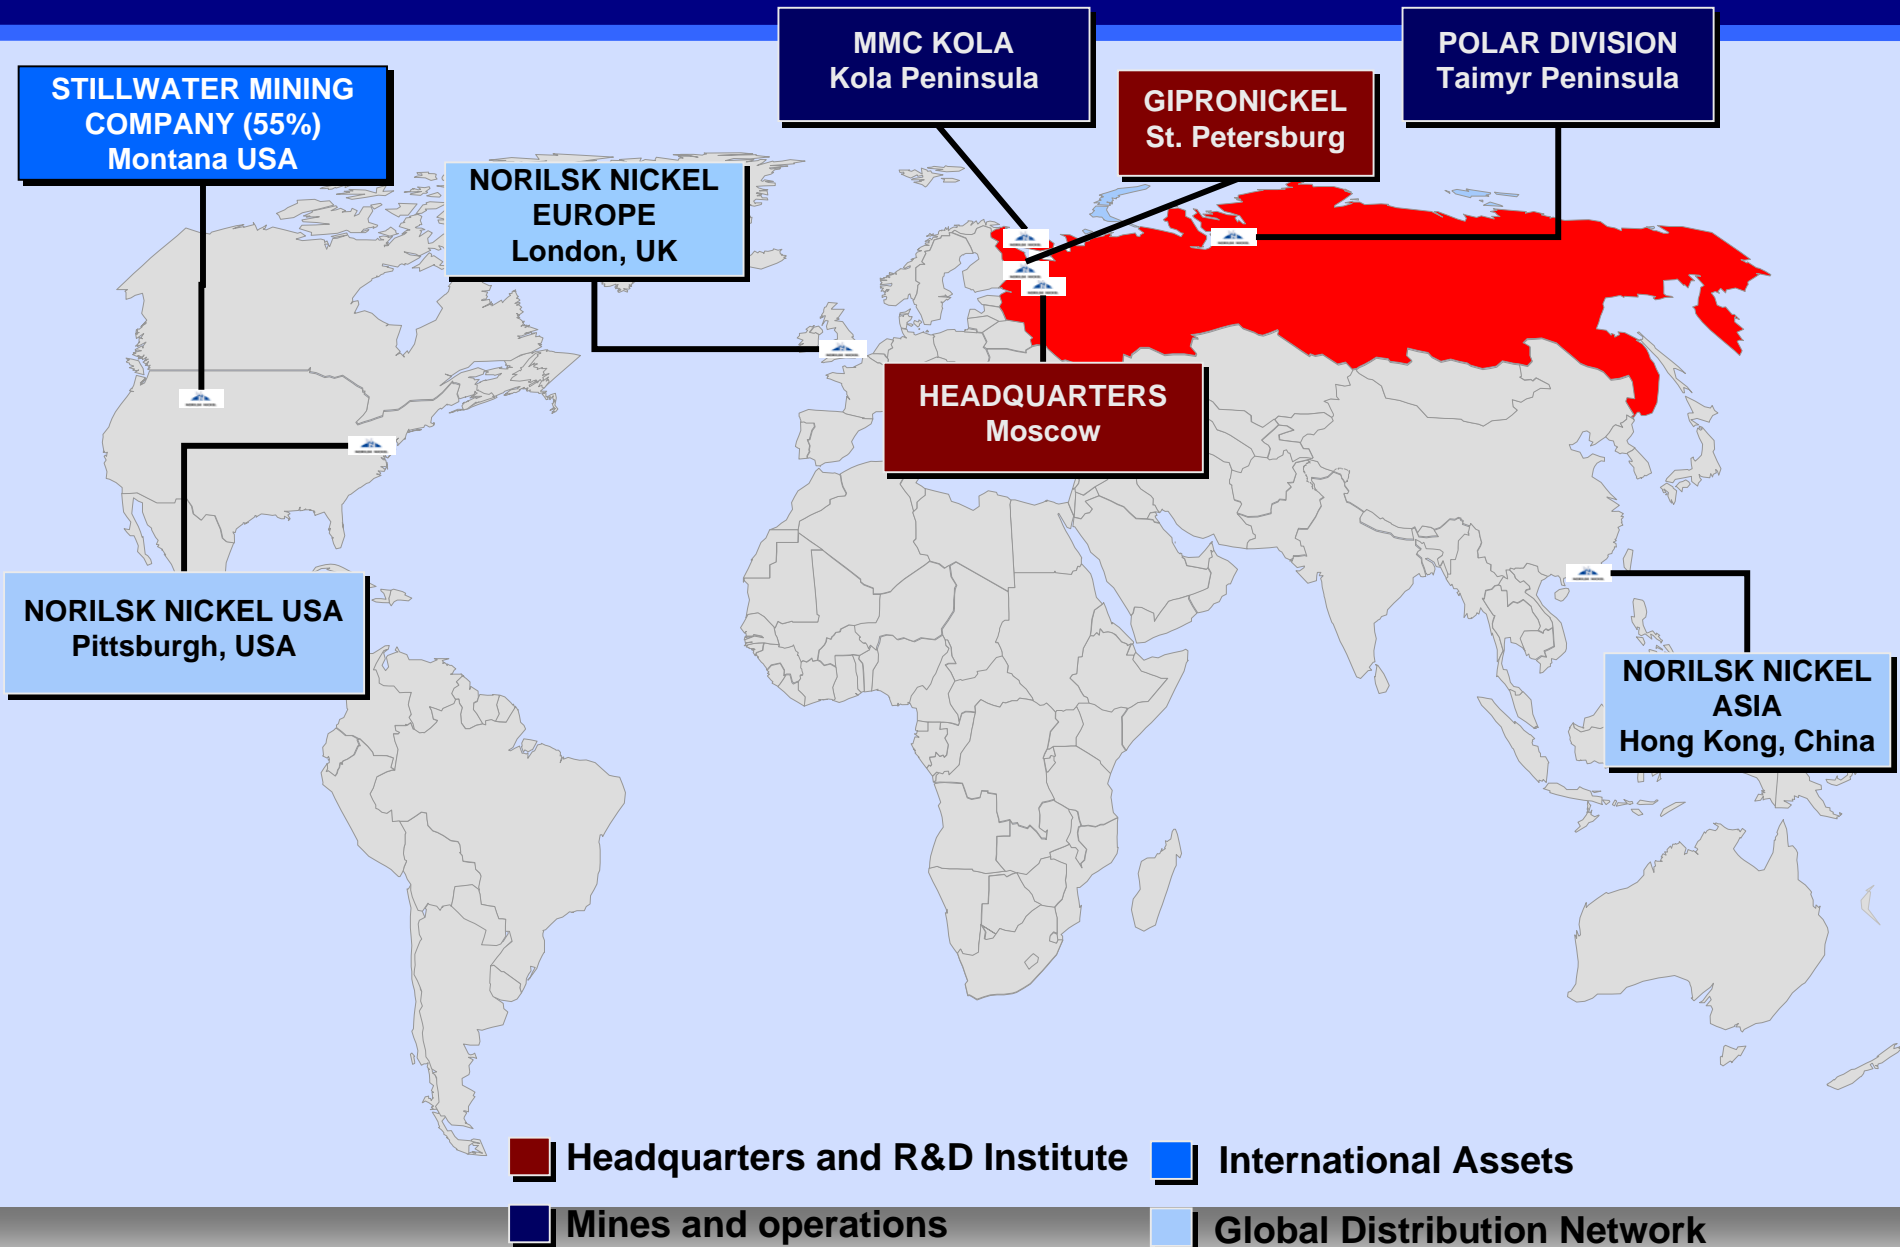 MMC KOLA
Kola Peninsula
POLAR DIVISION
Taimyr Peninsula
STILLWATER MINING
COMPANY (55%)
Montana USA
GIPRONICKEL
St. Petersburg
NORILSK NICKEL
EUROPE
London, UK
HEADQUARTERS
Moscow
NORILSK NICKEL USA
Pittsburgh, USA
NORILSK NICKEL
ASIA
Hong Kong, China
Headquarters and R&D Institute
International Assets
Mines and operations
Global Distribution Network